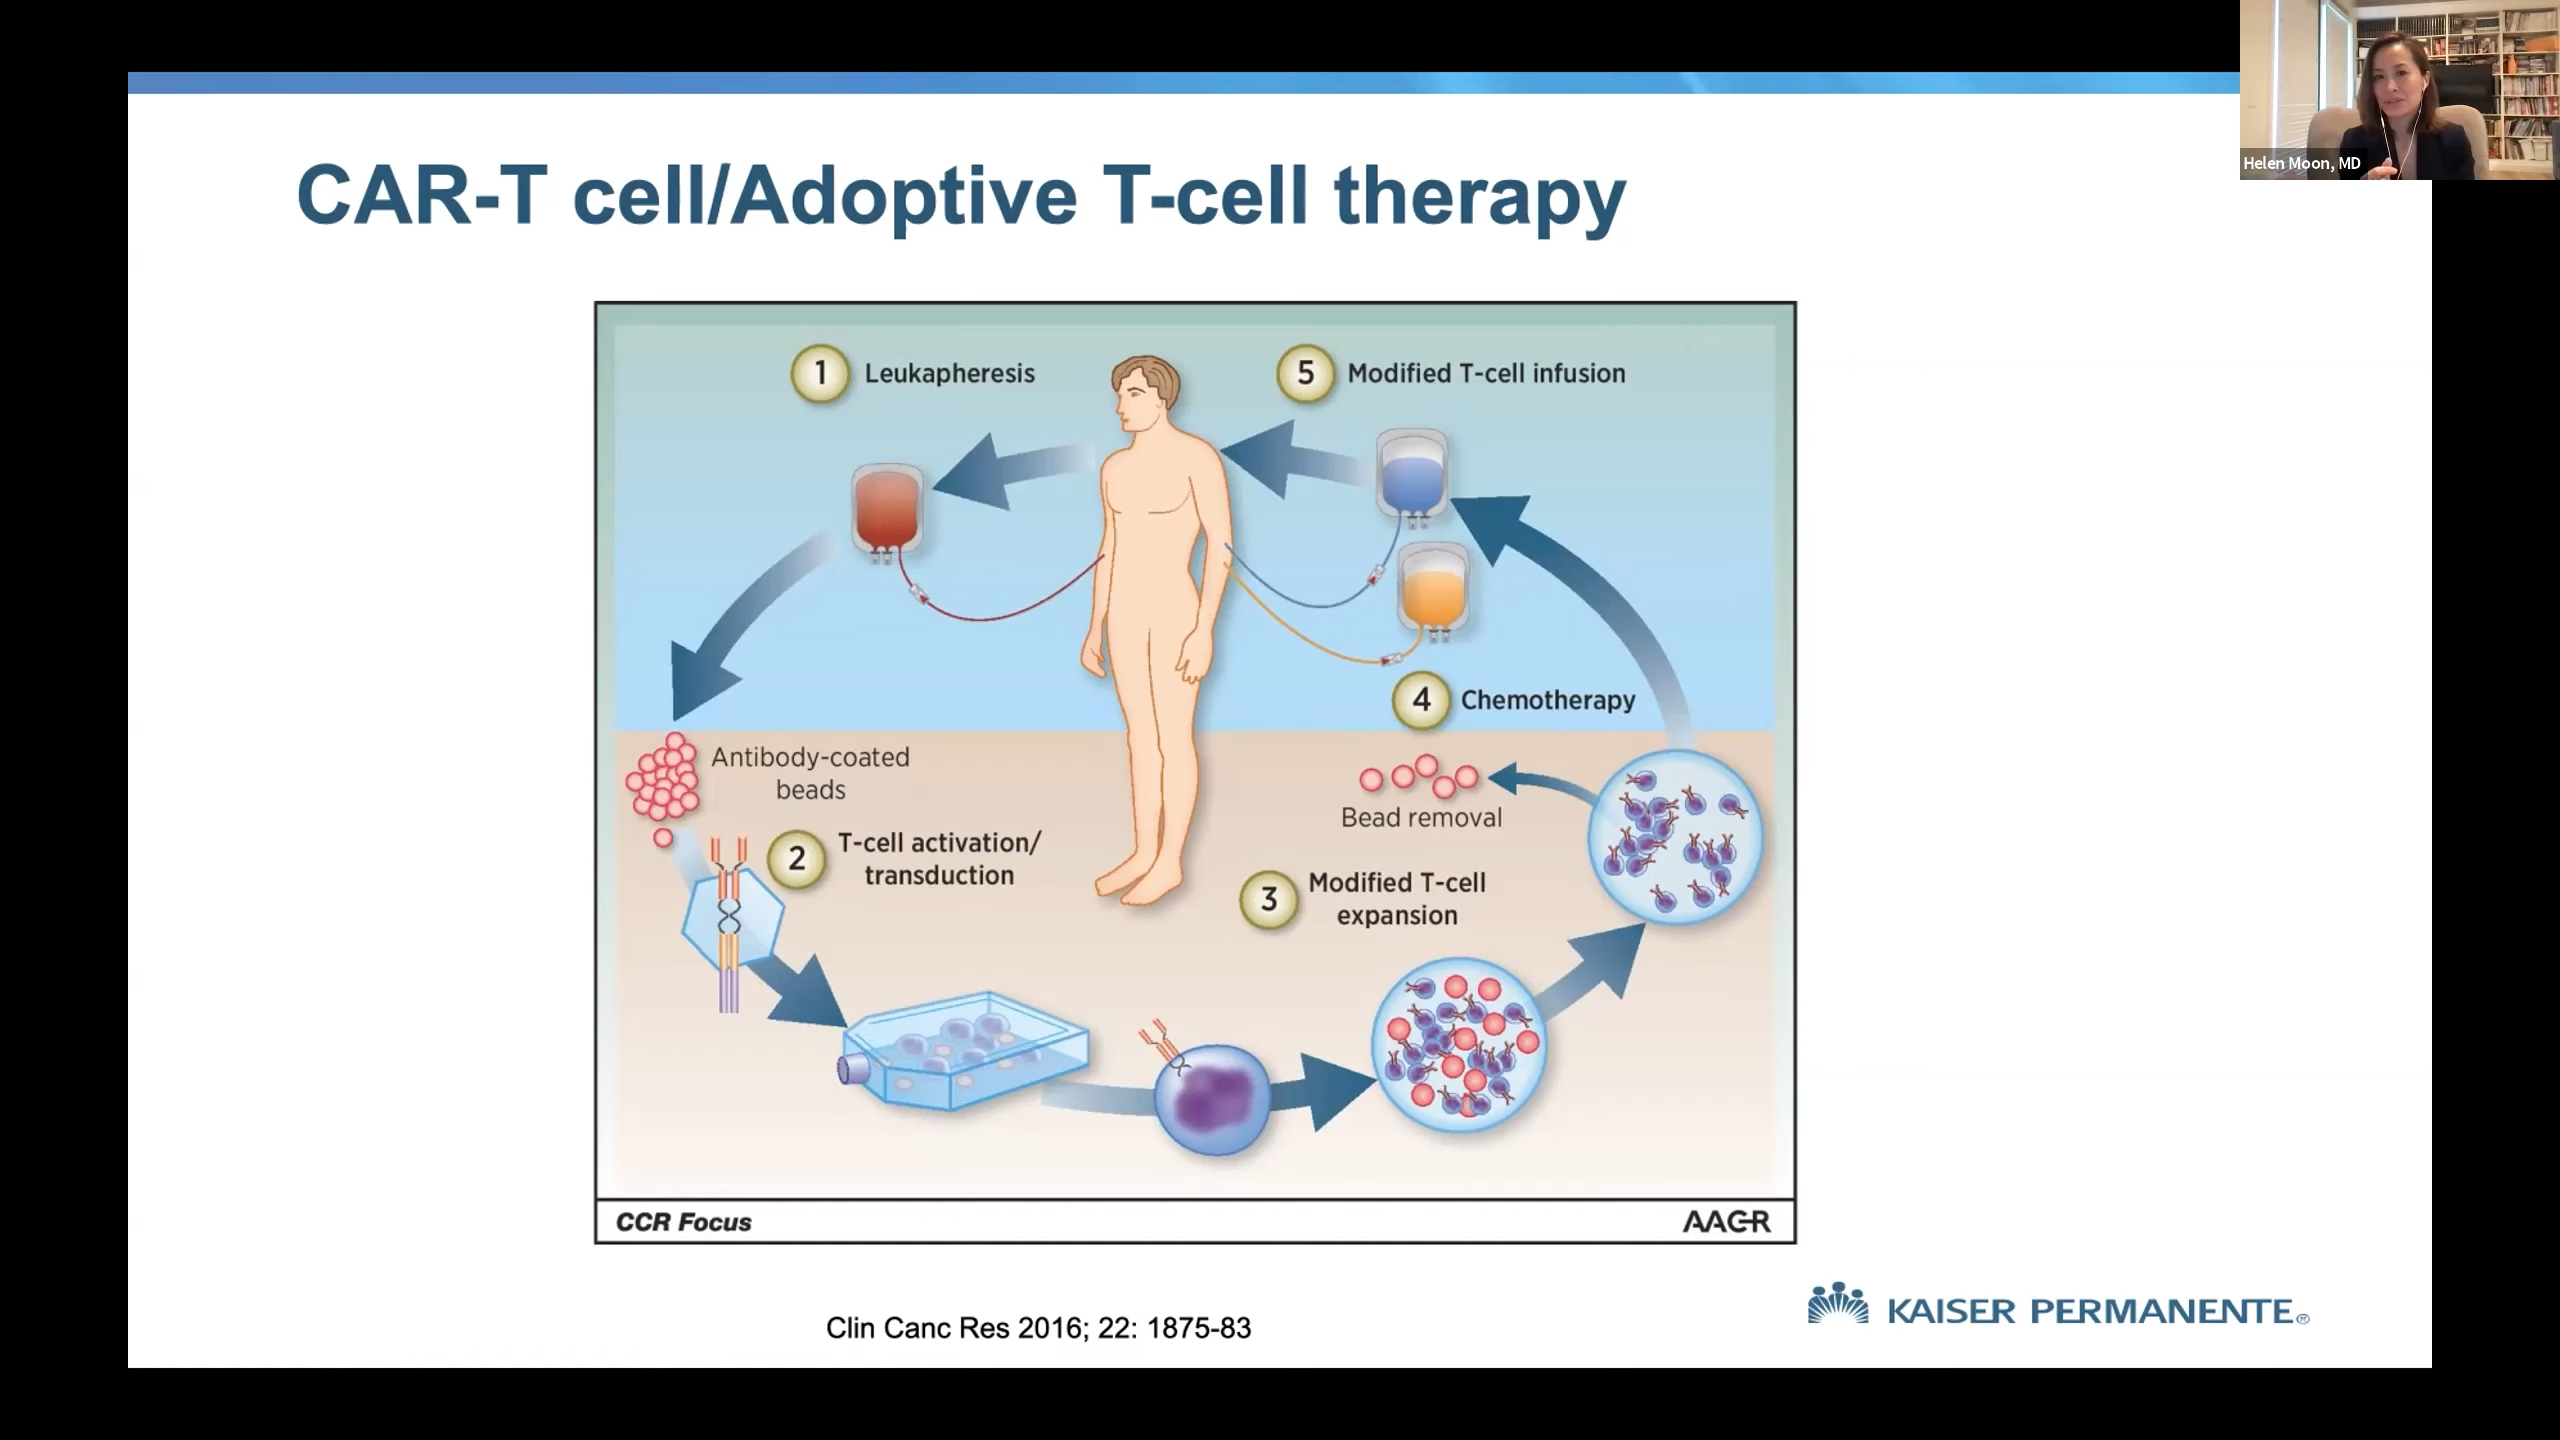 Helen Moon, MD
CAR-T cell/Adoptive T-cell therapy
1 Leukapheresis
5 Modified T-cell infusion
4 Chemotherapy
Antibody-coated
beads
Bead removal
2 T-cell activation/
transduction
3 Modified T-cell
expansion
CCR Focus
AACR
Clin Canc Res 2016; 22: 1875-83
KAISER PERMANENTE®